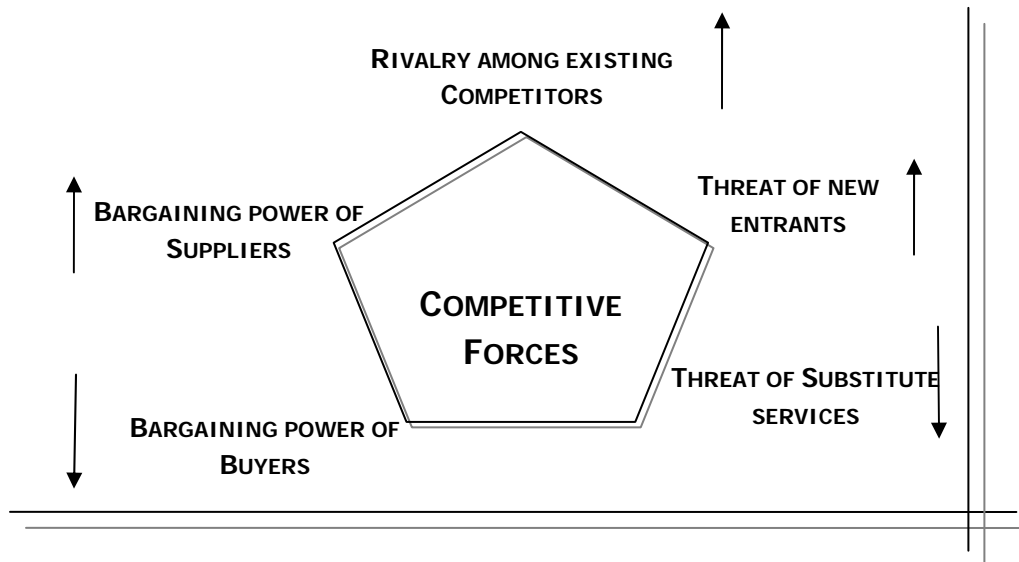 RIVALRY AMONG EXISTING
COMPETITORS
THREAT OF NEW
ENTRANTS
BARGAINING POWER OF
SUPPLIERS
COMPETITIVE
FORCES
THREAT OF SUBSTITUTE
SERVICES
BARGAINING POWER OF
BUYERS